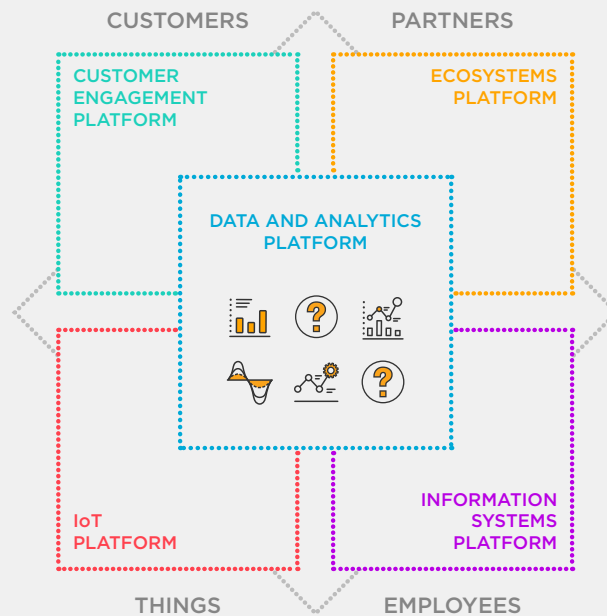 CUSTOMERS
PARTNERS
CUSTOMER
ENGAGEMENT
PLATFORM
ECOSYSTEMS
PLATFORM
DATA AND ANALYTICS
PLATFORM
?
?
IoT
PLATFORM
INFORMATION
SYSTEMS
PLATFORM
THINGS
EMPLOYEES